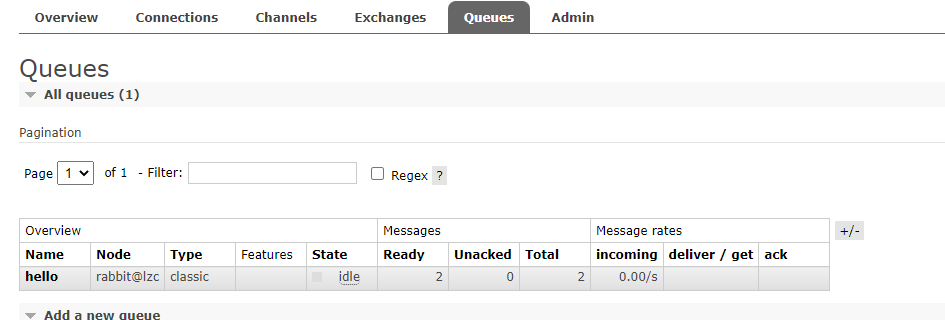 Overview Connections Channels Exchanges Queues Admin
Queues
All queues (1)
Pagination
Page 1 of 1 - Filter: Regex ?
Overview Messages Message rates +/-
Name Node Type Features State Ready Unacked Total incoming deliver / get ack
hello rabbit@lzc classic idle 2 0 2 0.00/s
Add a new queue